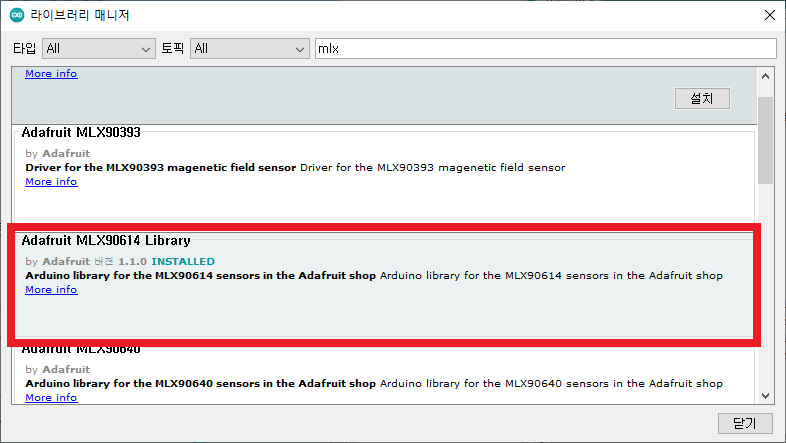 라이브러리 매니저
타입 All 토픽 All mlx
More info
설치
Adafruit MLX90393
by Adafruit
Driver for the MLX90393 magenetic field sensor Driver for the MLX90393 magenetic field sensor
More info
Adafruit MLX90614 Library
by Adafruit 버전 1.1.0 INSTALLED
Arduino library for the MLX90614 sensors in the Adafruit shop Arduino library for the MLX90614 sensors in the Adafruit shop
More info
Adafruit MLX90640
by Adafruit
Arduino library for the MLX90640 sensors in the Adafruit shop Arduino library for the MLX90640 sensors in the Adafruit shop
More info
닫기